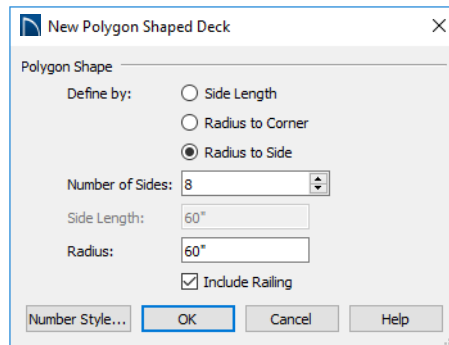 New Polygon Shaped Deck
Polygon Shape
Define by:
Side Length
Radius to Corner
Radius to Side
Number of Sides: 8
Side Length: 60"
Radius: 60"
Include Railing
Number Style... OK Cancel Help